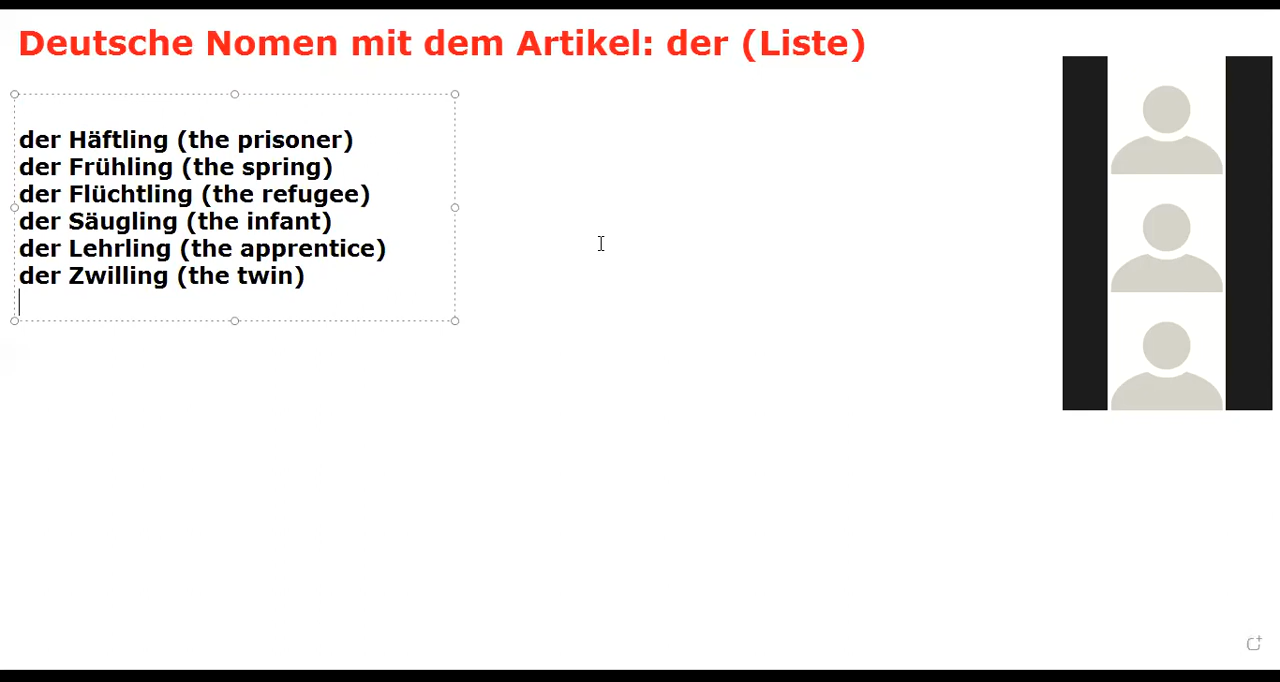 Deutsche Nomen mit dem Artikel: der (Liste)
der Häftling (the prisoner)
der Frühling (the spring)
der Flüchtling (the refugee)
der Säugling (the infant)
der Lehrling (the apprentice)
der Zwilling (the twin)